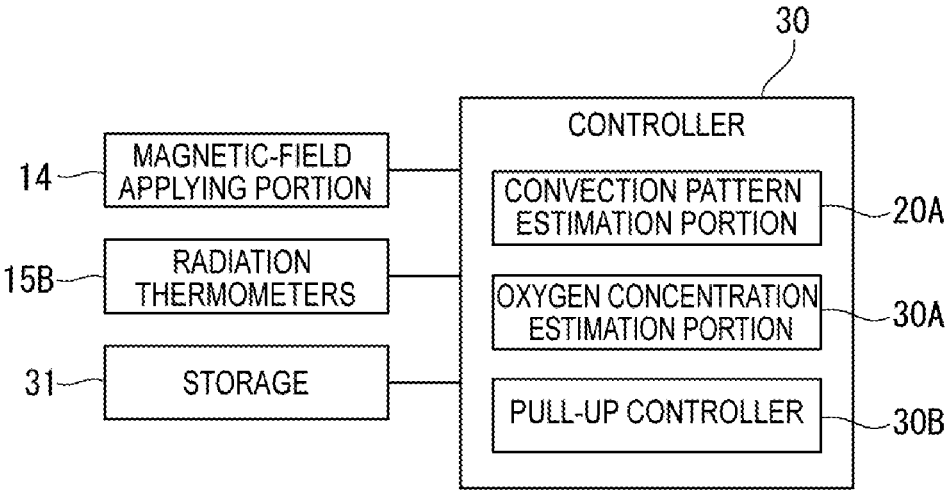 30
CONTROLLER
14
MAGNETIC-FIELD
APPLYING PORTION
CONVECTION PATTERN
ESTIMATION PORTION
20A
15B
RADIATION
THERMOMETERS
OXYGEN CONCENTRATION
ESTIMATION PORTION
30A
31
STORAGE
PULL-UP CONTROLLER
30B